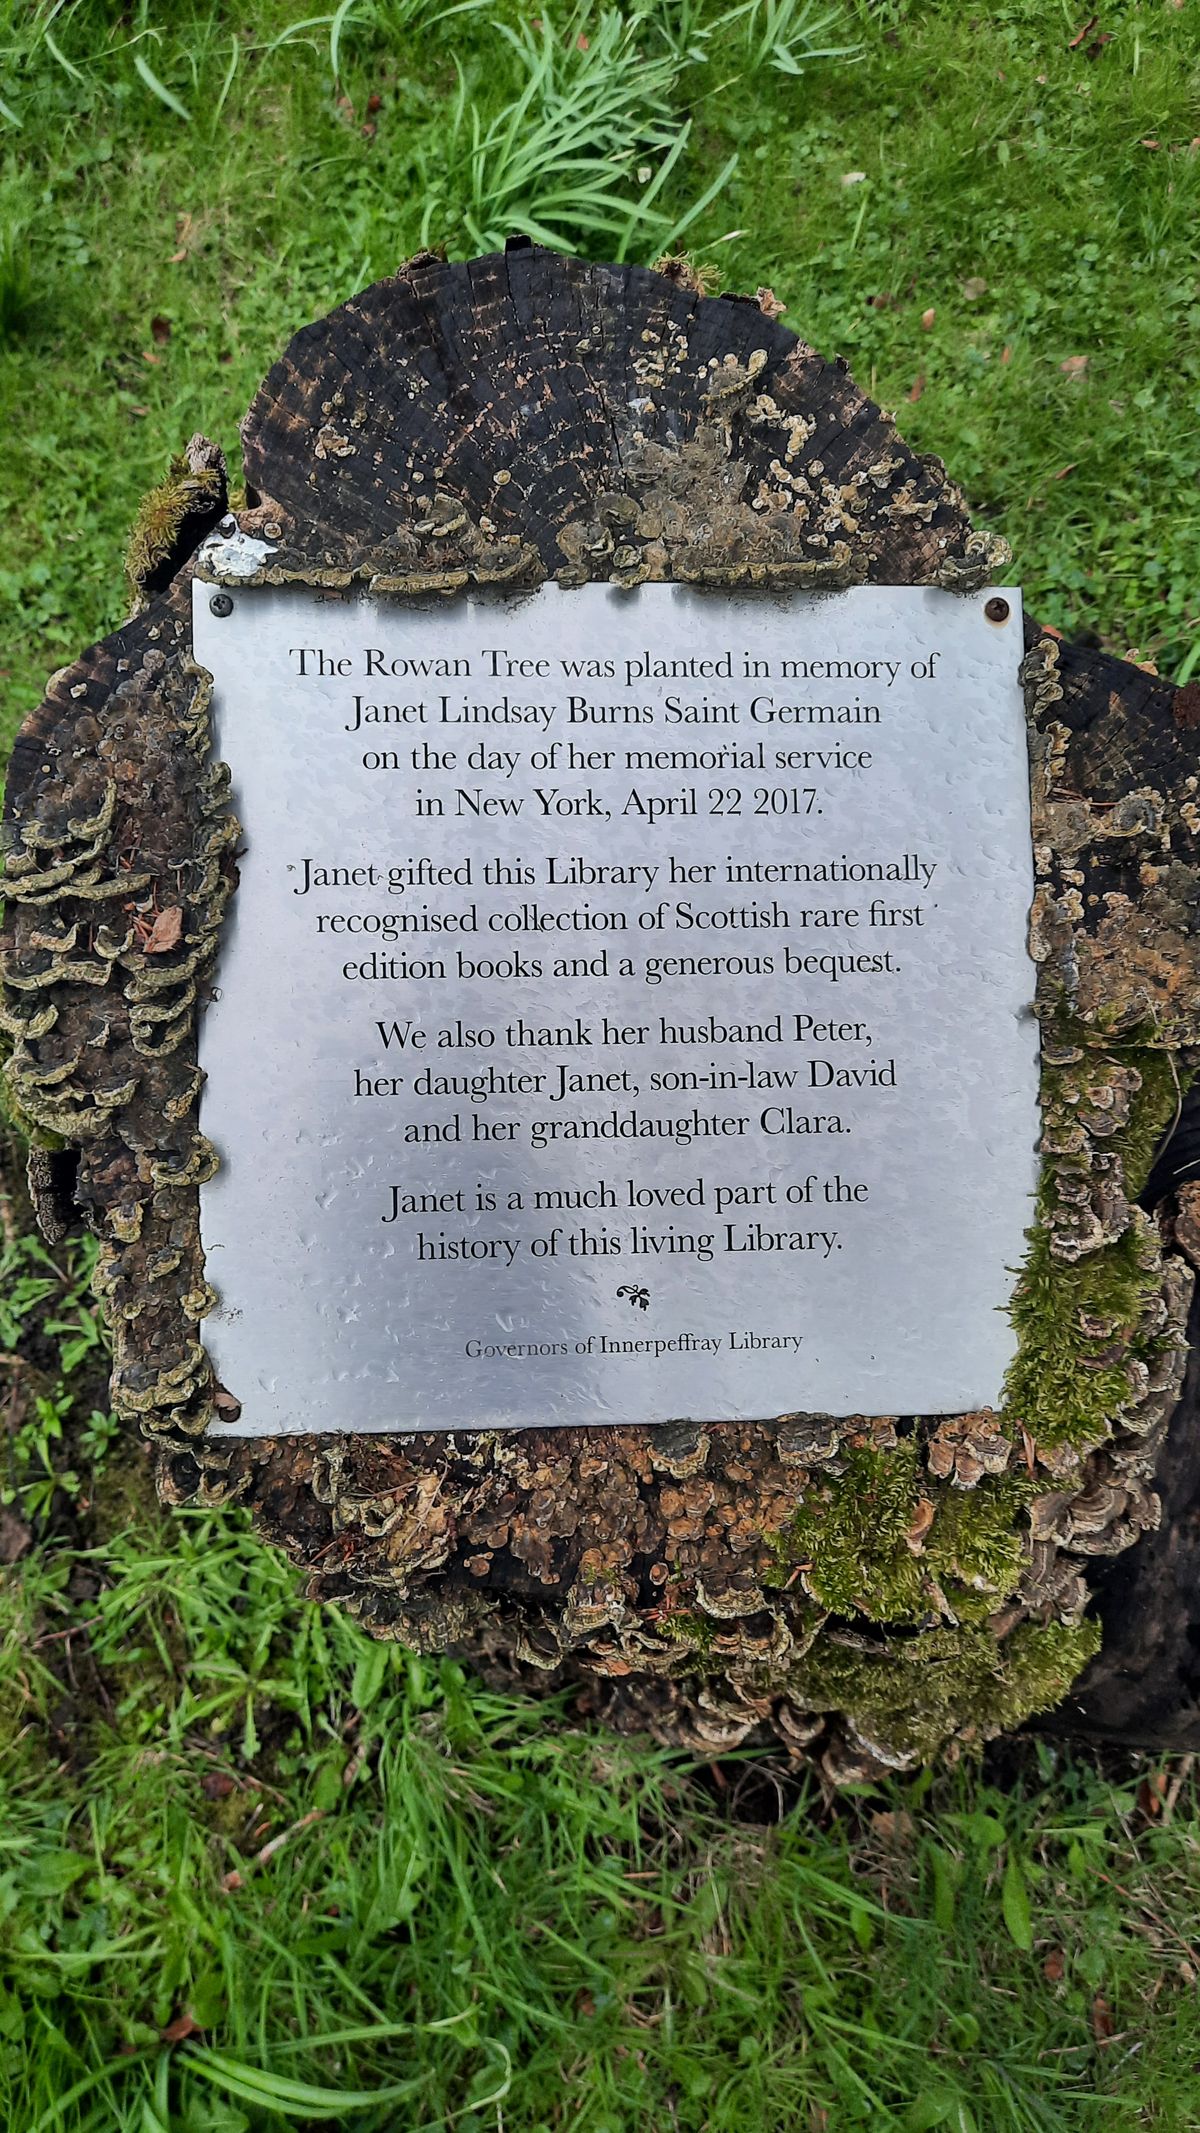 The Rowan Tree was planted in memory of
Janet Lindsay Burns Saint Germain
on the day of her memorial service
in New York, April 22 2017.
Janet gifted this Library her internationally
recognised collection of Scottish rare first
edition books and a generous bequest.
We also thank her husband Peter,
her daughter Janet, son-in-law David
and her granddaughter Clara.
Janet is a much loved part of the
history of this living Library.
Governors of Innerpeffray Library